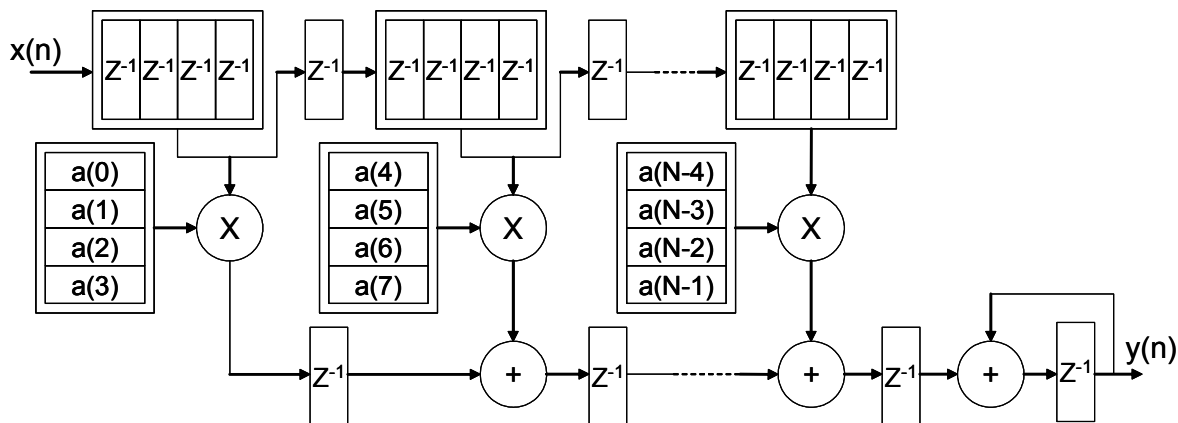 x(n)
Z-1 Z-1 Z-1 Z-1
Z-1
Z-1 Z-1 Z-1 Z-1
Z-1
Z-1 Z-1 Z-1 Z-1
a(0)
a(1)
a(2)
a(3)
X
a(4)
a(5)
a(6)
a(7)
X
a(N-4)
a(N-3)
a(N-2)
a(N-1)
X
Z-1
+
Z-1
+
Z-1
+
Z-1
y(n)